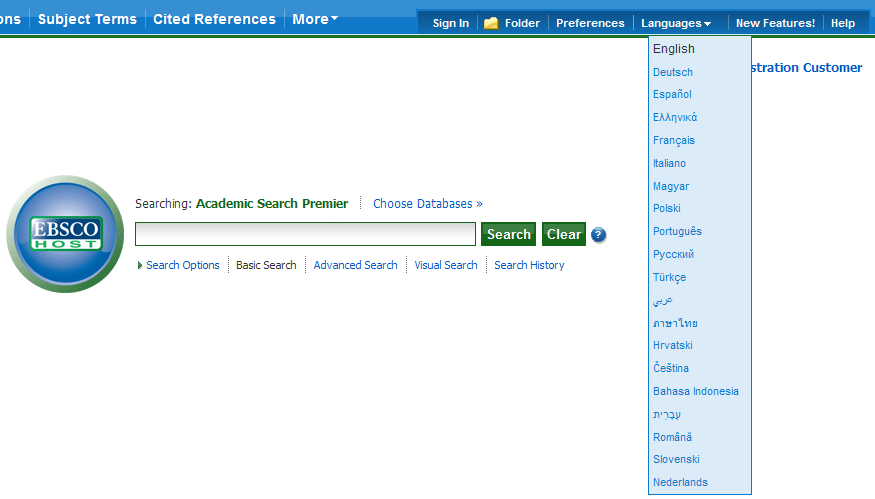 ons Subject Terms Cited References More
Sign In Folder Preferences Languages New Features! Help
English
Deutsch
Español
Ελληνικά
Français
Italiano
Magyar
Polski
Português
Русский
Türkçe
عربي
ภาษาไทย
Hrvatski
Čeština
Bahasa Indonesia
עִבְרִית
Română
Slovenski
Nederlands
stration Customer
EBSCO
HOST
Searching: Academic Search Premier Choose Databases »
Search Clear ?
Search Options Basic Search Advanced Search Visual Search Search History